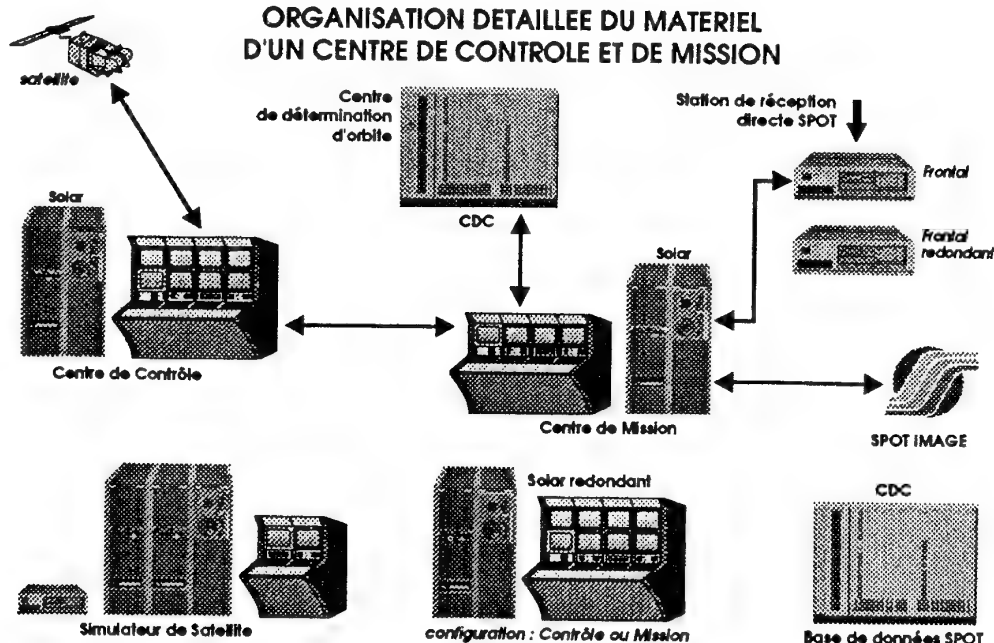 ORGANISATION DETAILLEE DU MATERIEL
D'UN CENTRE DE CONTROLE ET DE MISSION
satellite
Centre
de détermination
d'orbite
CDC
Station de réception
directe SPOT
Frontal
Frontal
redondant
Solar
Centre de Contrôle
Solar
Centre de Mission
SPOT IMAGE
Simulateur de Satellite
Solar redondant
configuration : Contrôle ou Mission
CDC
Base de données SPOT